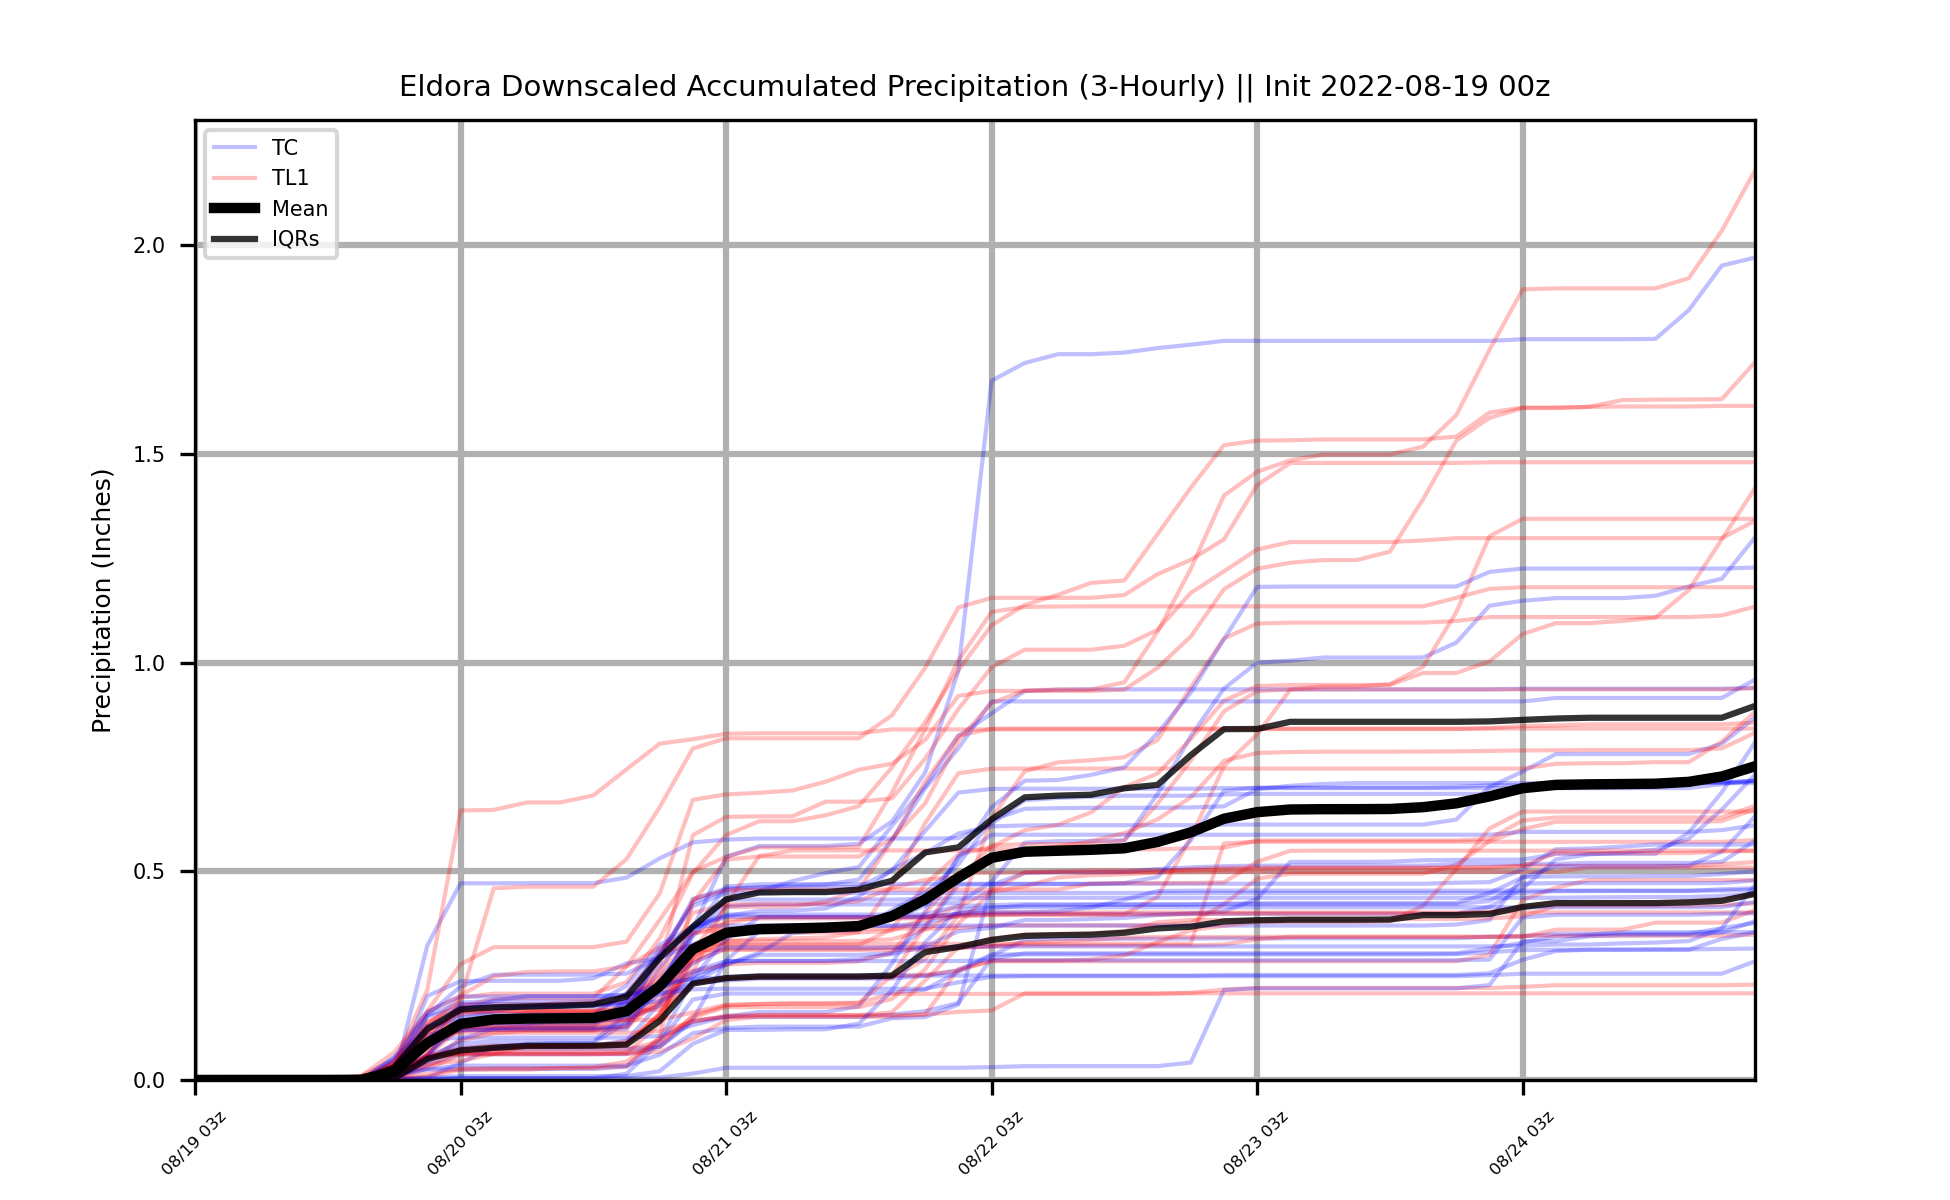 Eldora Downscaled Accumulated Precipitation (3-Hourly) || Init 2022-08-19 00z
TC
TL1
Mean
IQRs
Precipitation (Inches)
2.0
1.5
1.0
0.5
0.0
08/19 03z
08/20 03z
08/21 03z
08/22 03z
08/23 03z
08/24 03z